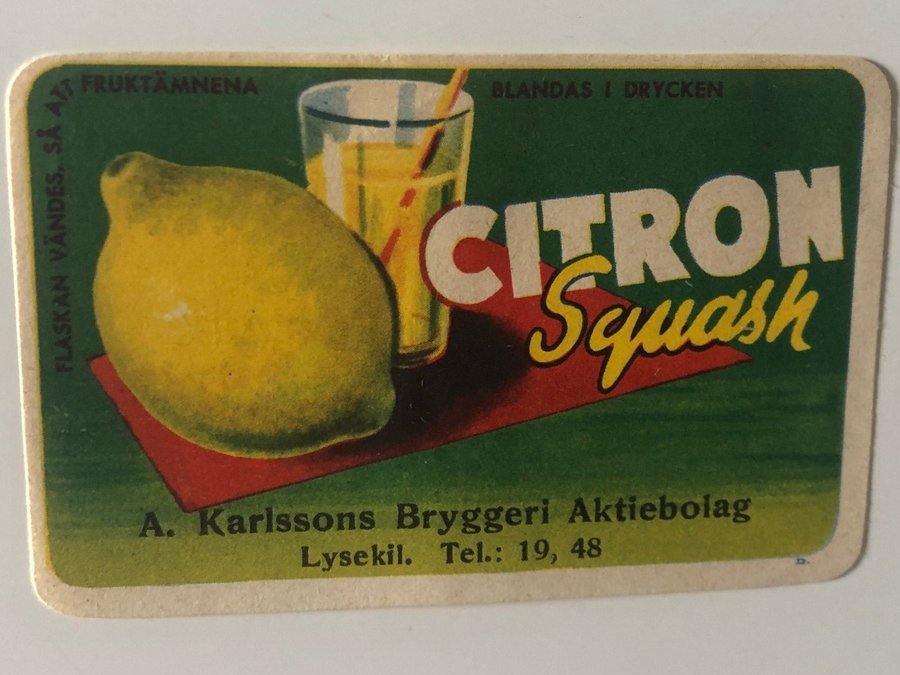 FLASKAN VÄNDES, SÅ ATT FRUKTÄMNENA BLANDAS I DRYCKEN
CITRON
Squash
A. Karlssons Bryggeri Aktiebolag
Lysekil. Tel.: 19, 48